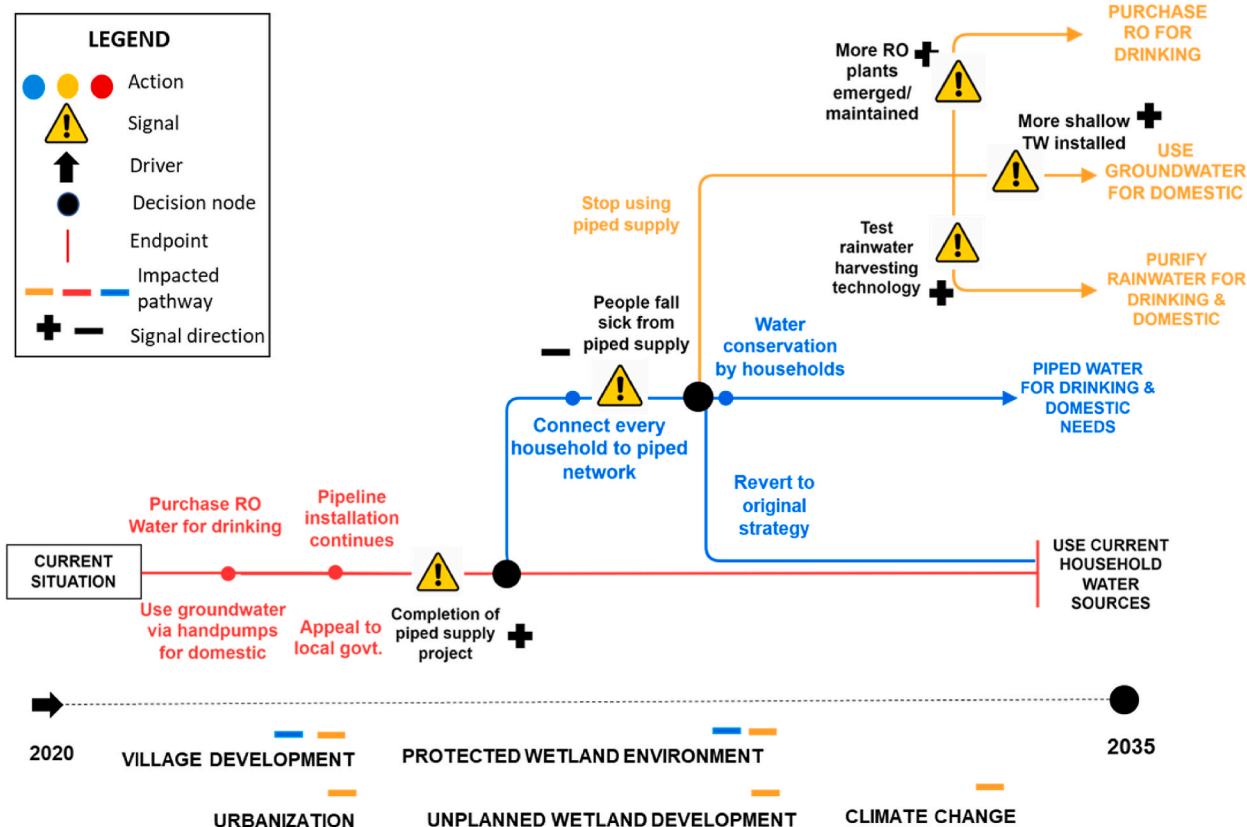 LEGEND
Action
Signal
Driver
Decision node
Endpoint
Impacted
pathway
Signal direction
PURCHASE
RO FOR
DRINKING
More RO
plants
emerged/
maintained
More shallow
TW installed
USE
GROUNDWATER
FOR DOMESTIC
Stop using
piped supply
Test
rainwater
harvesting
technology
PURIFY
RAINWATER FOR
DRINKING &
DOMESTIC
People fall
sick from
piped supply
Water
conservation
by households
PIPED WATER
FOR DRINKING &
DOMESTIC
NEEDS
Connect every
household to piped
network
Revert to
original
strategy
Purchase RO
Water for drinking
Pipeline
installation
continues
CURRENT
SITUATION
USE CURRENT
HOUSEHOLD
WATER
SOURCES
Use groundwater
via handpumps
for domestic
Appeal to
local govt.
Completion of
piped supply
project
2020
2035
VILLAGE DEVELOPMENT
PROTECTED WETLAND ENVIRONMENT
URBANIZATION
UNPLANNED WETLAND DEVELOPMENT
CLIMATE CHANGE